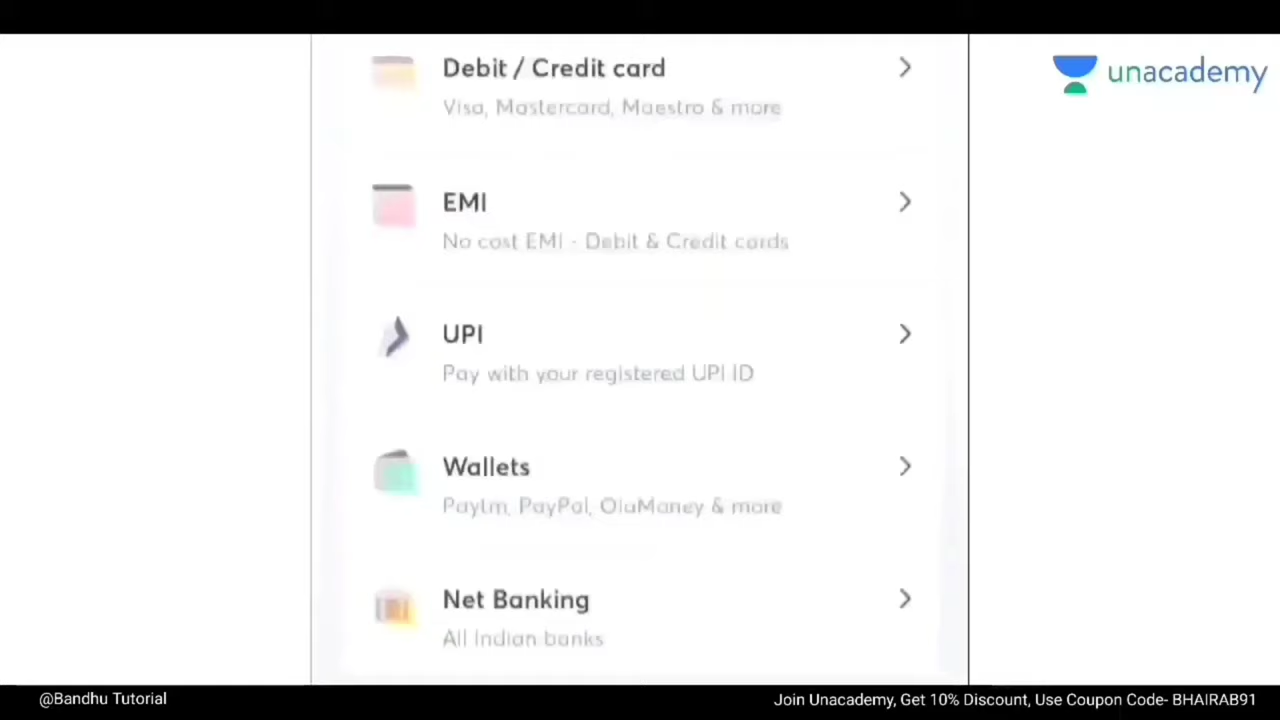 Debit / Credit card
Visa, Mastercard, Maestro & more
unacademy
EMI
No cost EMI - Debit & Credit cards
UPI
Pay with your registered UPI ID
Wallets
Paytm, PayPal, OlaMoney & more
Net Banking
All Indian banks
@Bandhu Tutorial
Join Unacademy, Get 10% Discount, Use Coupon Code- BHAIRAB91